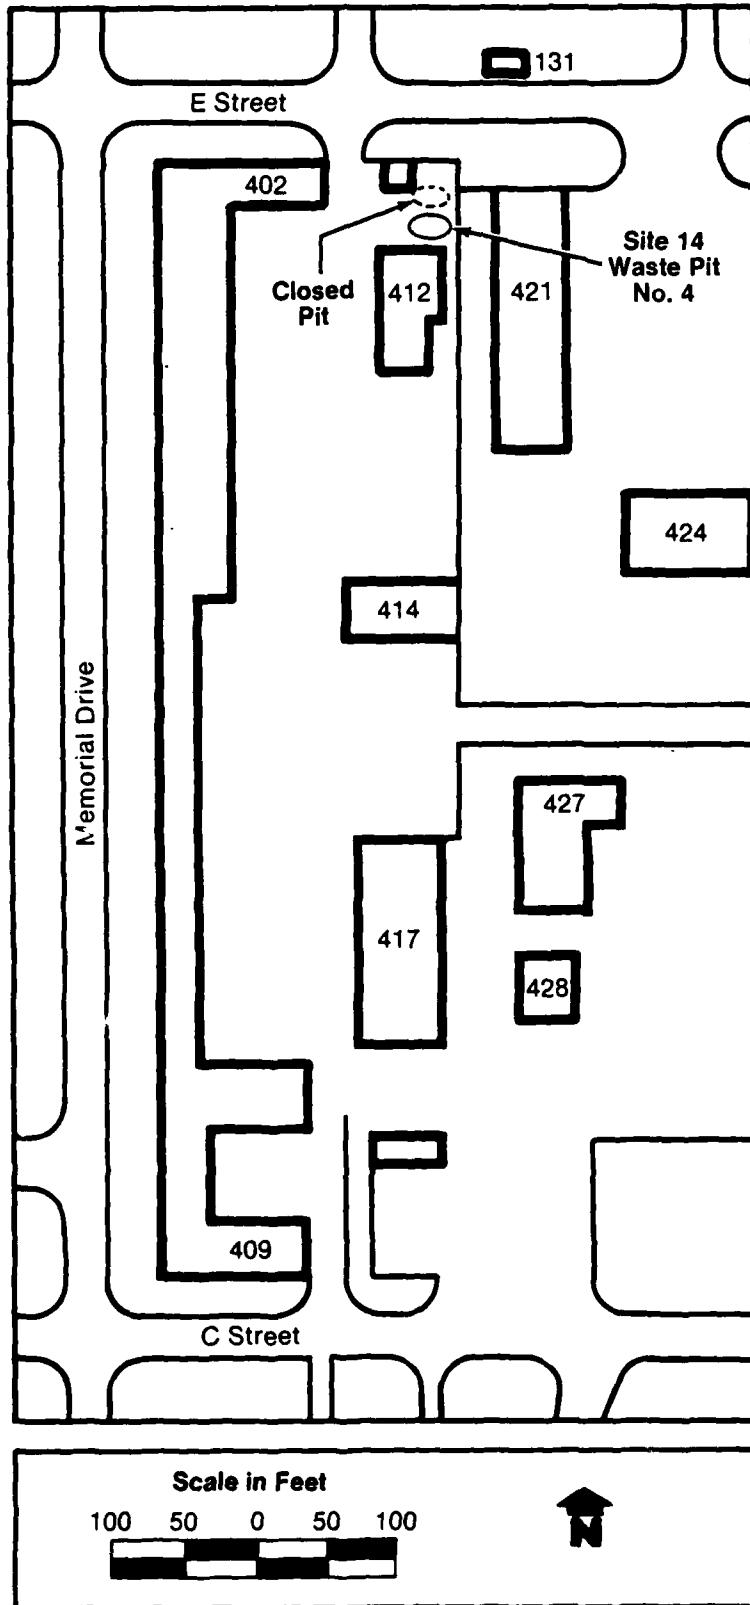 131
E Street
402
Site 14
Waste Pit
No. 4
Closed
Pit
412
421
424
414
Memorial Drive
427
417
428
409
C Street
Scale in Feet
100 50 0 50 100
N